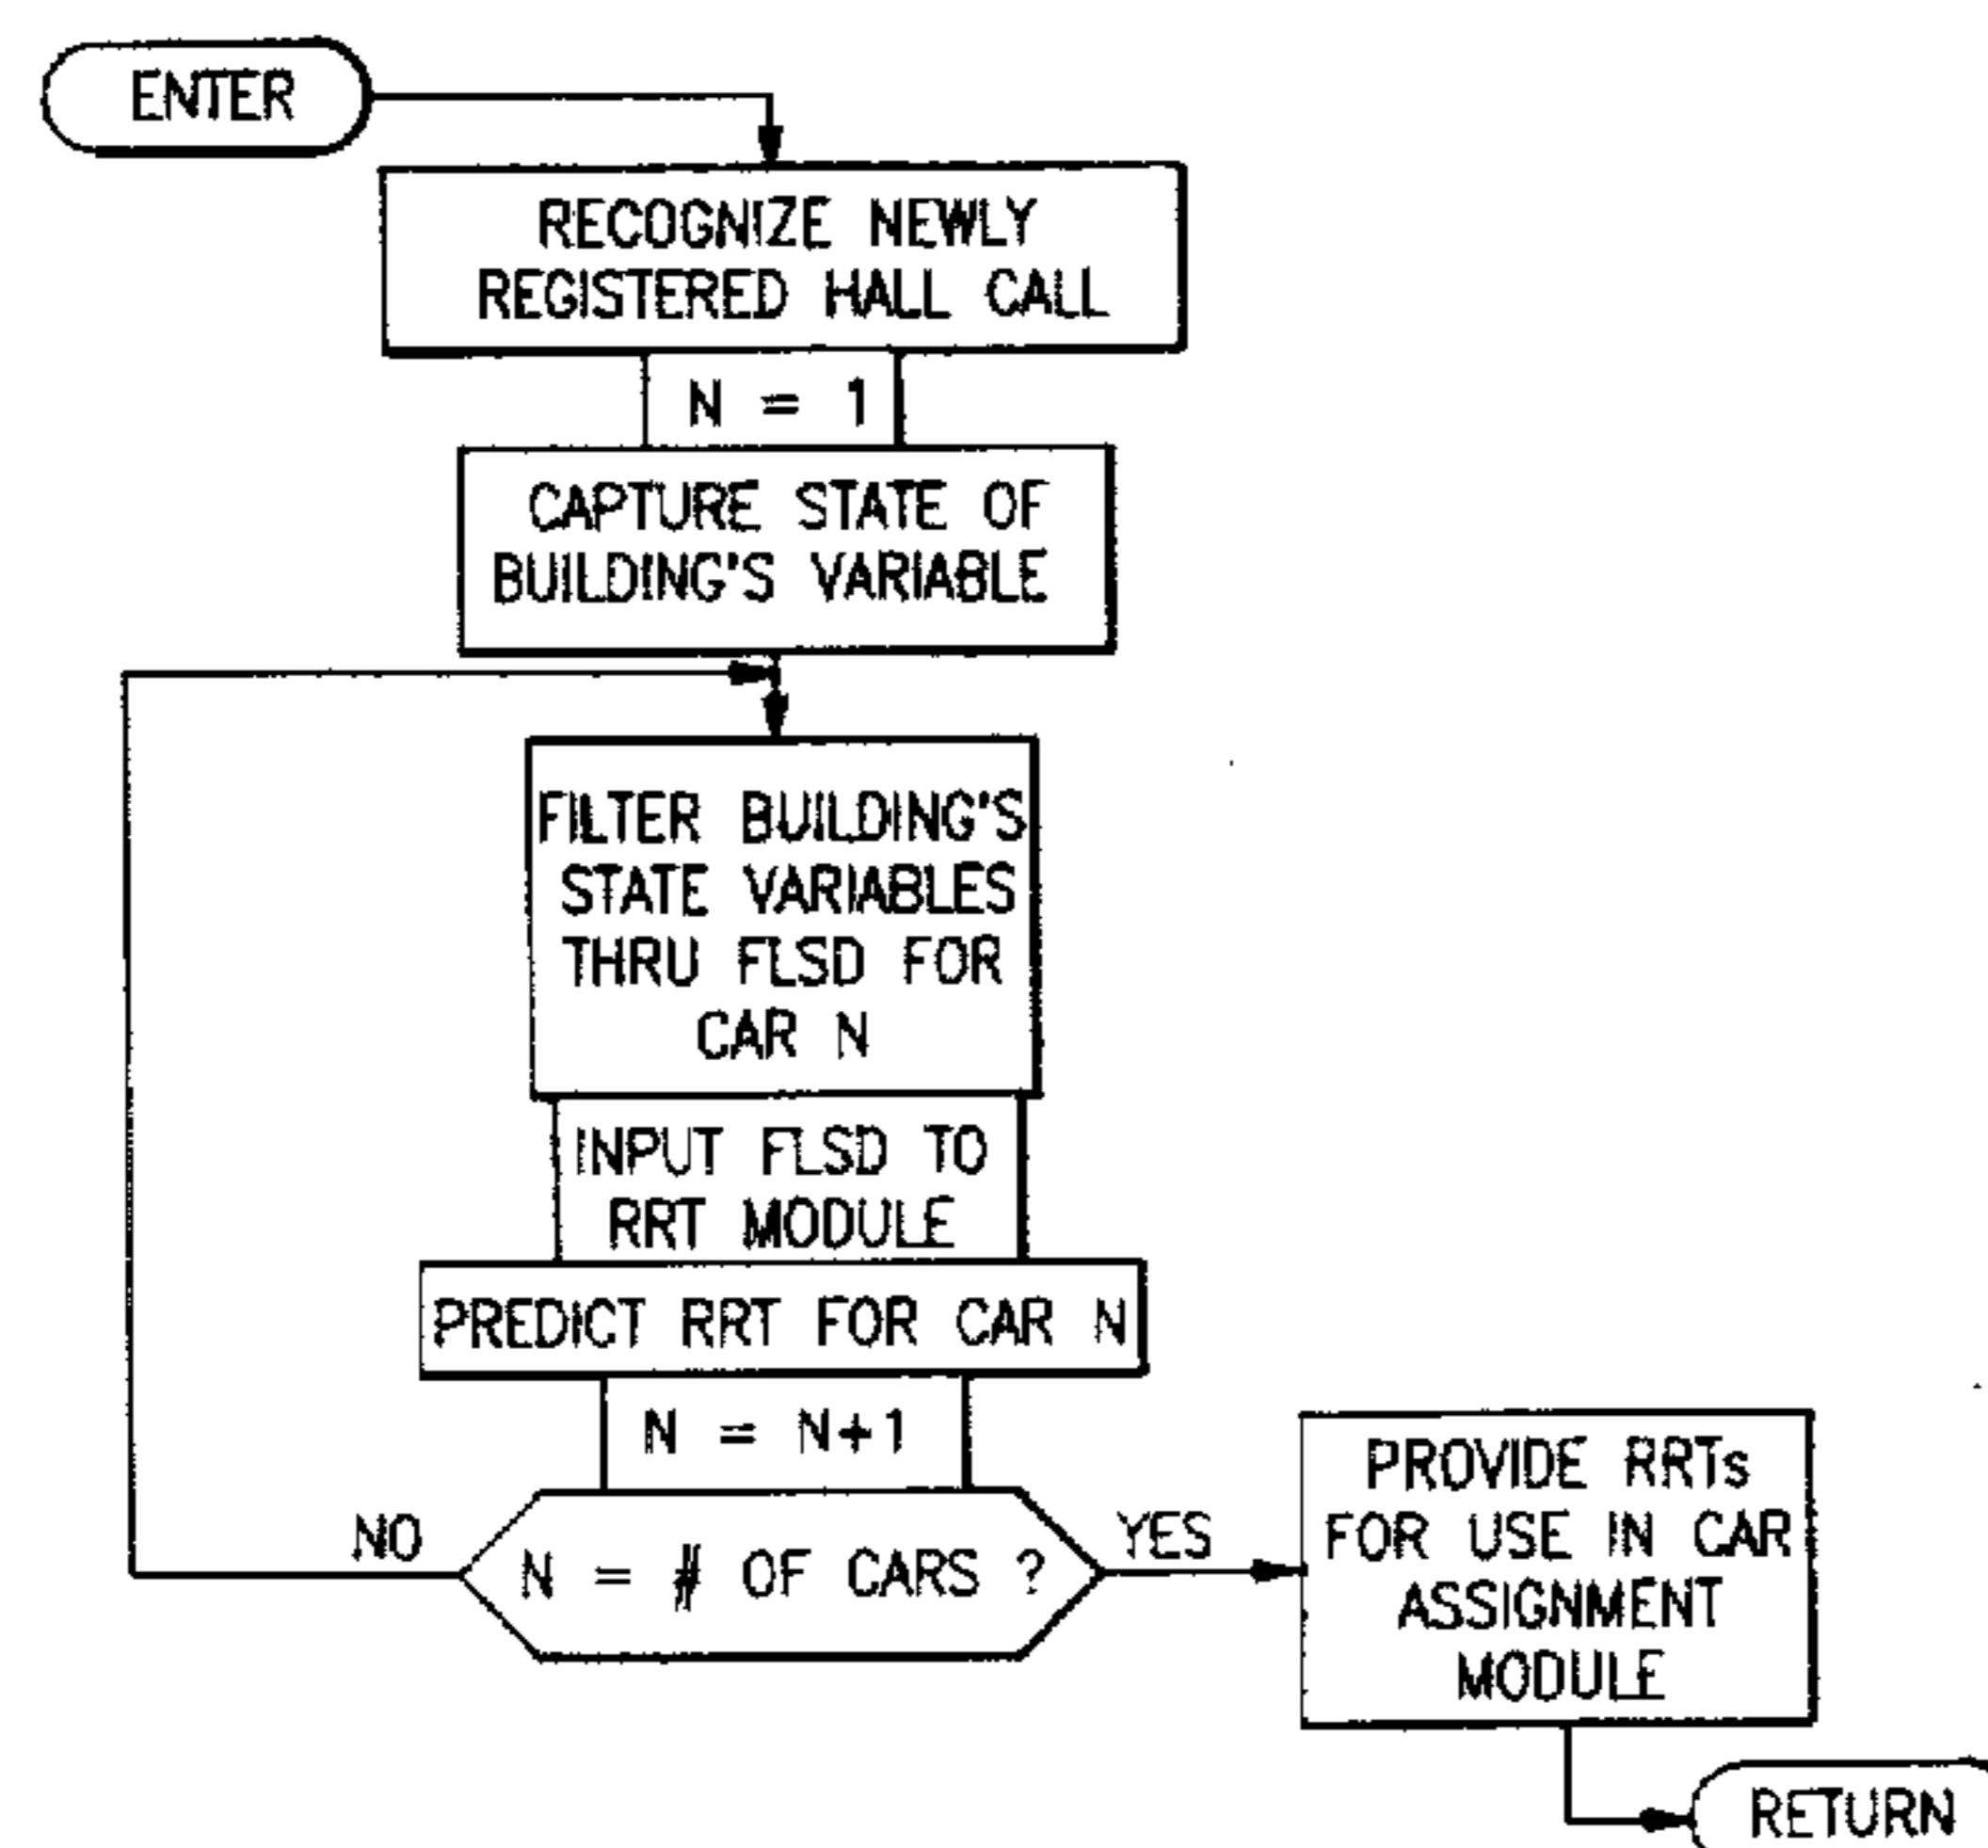 ENTER
RECOGNIZE NEWLY
REGISTERED HALL CALL
N = 1
CAPTURE STATE OF
BUILDING'S VARIABLE
FILTER BUILDING'S
STATE VARIABLES
THRU FLSD FOR
CAR N
INPUT FLSD TO
RRT MODULE
PREDICT RRT FOR CAR N
N = N+1
N = # OF CARS ?
NO
YES
PROVIDE RRTs
FOR USE IN CAR
ASSIGNMENT
MODULE
RETURN